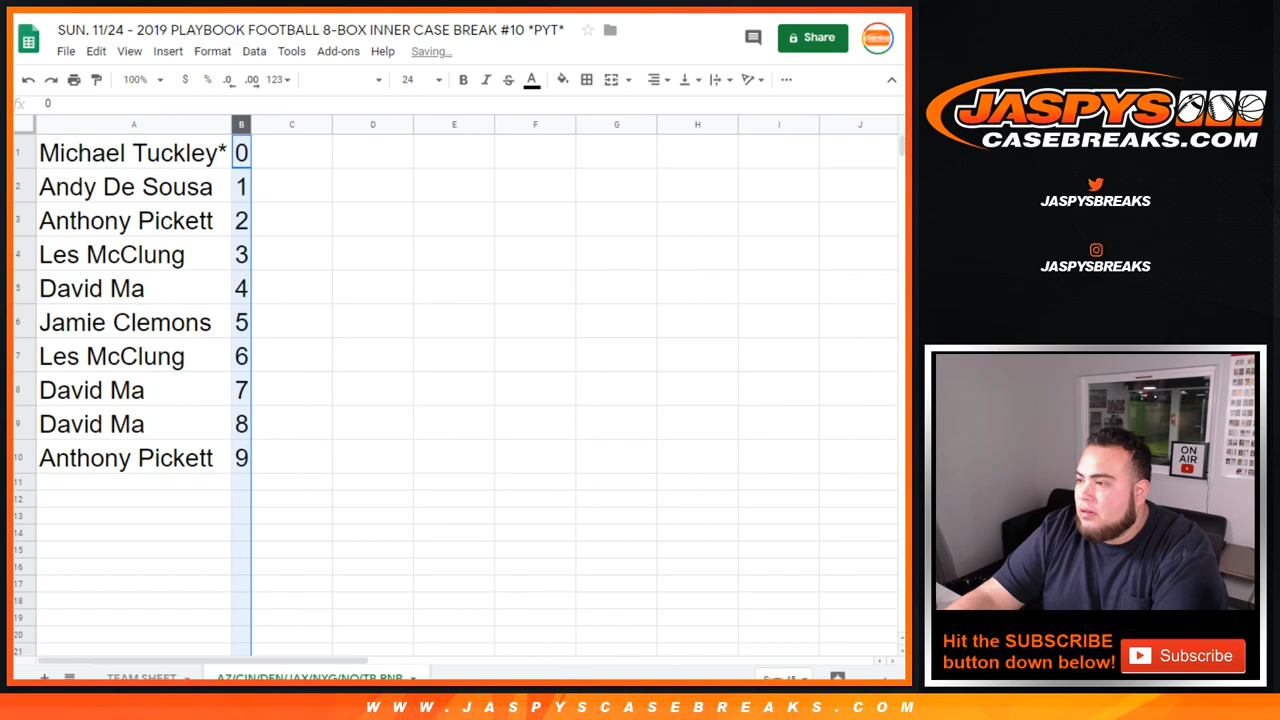 SUN. 11/24 - 2019 PLAYBOOK FOOTBALL 8-BOX INNER CASE BREAK #10 *PYT*
File Edit View Insert Format Data Tools Add-ons Help Saving...
Share
100% $ % .0 .00 123 24 B I S A
fx 0
A B C D E F G H I J
1 Michael Tuckley* 0
2 Andy De Sousa 1
3 Anthony Pickett 2
4 Les McClung 3
5 David Ma 4
6 Jamie Clemons 5
7 Les McClung 6
8 David Ma 7
9 David Ma 8
10 Anthony Pickett 9
11
12
13
14
15
16
17
18
19
20
21
TEAM SHEET AZ/CIN/DEN/JAX/NYG/NO/TB RNB Sum: 45
JASPYS
CASEBREAKS.COM
JASPYSBREAKS
JASPYSBREAKS
ON
AIR
Hit the SUBSCRIBE
button down below!
Subscribe
WWW.JASPYSCASEBREAKS.COM